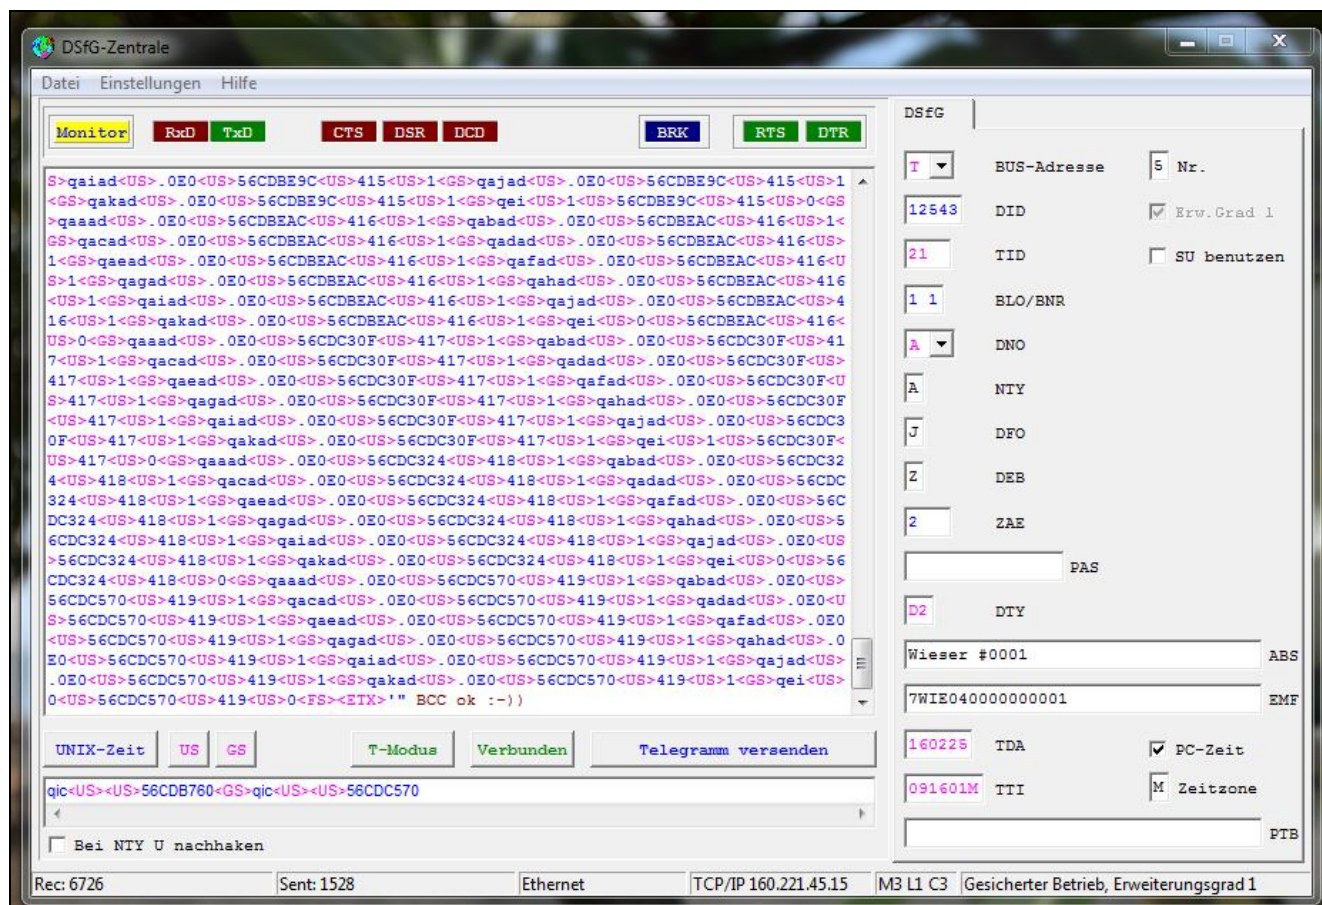 DSfG-Zentrale
Datei Einstellungen Hilfe
Monitor RxD TxD CTS DSR DCD BRK RTS DTR
S>qaiad<US>.0E0<US>56CDBE9C<US>415<US>1<GS>qajad<US>.0E0<US>56CDBE9C<US>415<US>1
<GS>qakad<US>.0E0<US>56CDBE9C<US>415<US>1<GS>qei<US>1<US>56CDBE9C<US>415<US>0<GS
>qaaad<US>.0E0<US>56CDBEAC<US>416<US>1<GS>qabad<US>.0E0<US>56CDBEAC<US>416<US>1<
GS>qacad<US>.0E0<US>56CDBEAC<US>416<US>1<GS>qadad<US>.0E0<US>56CDBEAC<US>416<US>
1<GS>qaead<US>.0E0<US>56CDBEAC<US>416<US>1<GS>qafad<US>.0E0<US>56CDBEAC<US>416<U
S>1<GS>qagad<US>.0E0<US>56CDBEAC<US>416<US>1<GS>qahad<US>.0E0<US>56CDBEAC<US>416
<US>1<GS>qaiad<US>.0E0<US>56CDBEAC<US>416<US>1<GS>qajad<US>.0E0<US>56CDBEAC<US>4
16<US>1<GS>qakad<US>.0E0<US>56CDBEAC<US>416<US>1<GS>qei<US>0<US>56CDBEAC<US>416<
US>0<GS>qaaad<US>.0E0<US>56CDC30F<US>417<US>1<GS>qabad<US>.0E0<US>56CDC30F<US>41
7<US>1<GS>qacad<US>.0E0<US>56CDC30F<US>417<US>1<GS>qadad<US>.0E0<US>56CDC30F<US>
417<US>1<GS>qaead<US>.0E0<US>56CDC30F<US>417<US>1<GS>qafad<US>.0E0<US>56CDC30F<U
S>417<US>1<GS>qagad<US>.0E0<US>56CDC30F<US>417<US>1<GS>qahad<US>.0E0<US>56CDC30F
<US>417<US>1<GS>qaiad<US>.0E0<US>56CDC30F<US>417<US>1<GS>qajad<US>.0E0<US>56CDC3
0F<US>417<US>1<GS>qakad<US>.0E0<US>56CDC30F<US>417<US>1<GS>qei<US>1<US>56CDC30F<
US>417<US>0<GS>qaaad<US>.0E0<US>56CDC324<US>418<US>1<GS>qabad<US>.0E0<US>56CDC32
4<US>418<US>1<GS>qacad<US>.0E0<US>56CDC324<US>418<US>1<GS>qadad<US>.0E0<US>56CDC
324<US>418<US>1<GS>qaead<US>.0E0<US>56CDC324<US>418<US>1<GS>qafad<US>.0E0<US>56C
DC324<US>418<US>1<GS>qagad<US>.0E0<US>56CDC324<US>418<US>1<GS>qahad<US>.0E0<US>5
6CDC324<US>418<US>1<GS>qaiad<US>.0E0<US>56CDC324<US>418<US>1<GS>qajad<US>.0E0<US
>56CDC324<US>418<US>1<GS>qakad<US>.0E0<US>56CDC324<US>418<US>1<GS>qei<US>0<US>56
CDC324<US>418<US>0<GS>qaaad<US>.0E0<US>56CDC570<US>419<US>1<GS>qabad<US>.0E0<US>
56CDC570<US>419<US>1<GS>qacad<US>.0E0<US>56CDC570<US>419<US>1<GS>qadad<US>.0E0<U
S>56CDC570<US>419<US>1<GS>qaead<US>.0E0<US>56CDC570<US>419<US>1<GS>qafad<US>.0E0
<US>56CDC570<US>419<US>1<GS>qagad<US>.0E0<US>56CDC570<US>419<US>1<GS>qahad<US>.0
E0<US>56CDC570<US>419<US>1<GS>qaiad<US>.0E0<US>56CDC570<US>419<US>1<GS>qajad<US>
.0E0<US>56CDC570<US>419<US>1<GS>qakad<US>.0E0<US>56CDC570<US>419<US>1<GS>qei<US>
0<US>56CDC570<US>419<US>0<FS><ETX>'" BCC ok :-))
UNIX-Zeit US GS T-Modus Verbunden Telegramm versenden
qic<US><US>56CDB760<GS>qic<US><US>56CDC570
Bei NTY U nachhaken
DSfG
T BUS-Adresse 5 Nr.
12543 DID Erw.Grad 1
21 TID SU benutzen
1 1 BLO/BNR
A DNO
A NTY
J DFO
Z DEB
2 ZAE
PAS
D2 DTY
Wieser #0001 ABS
7WIE040000000001 EMF
160225 TDA PC-Zeit
091601M TTI M Zeitzone
PTB
Rec: 6726 Sent: 1528 Ethernet TCP/IP 160.221.45.15 M3 L1 C3 Gesicherter Betrieb, Erweiterungsgrad 1